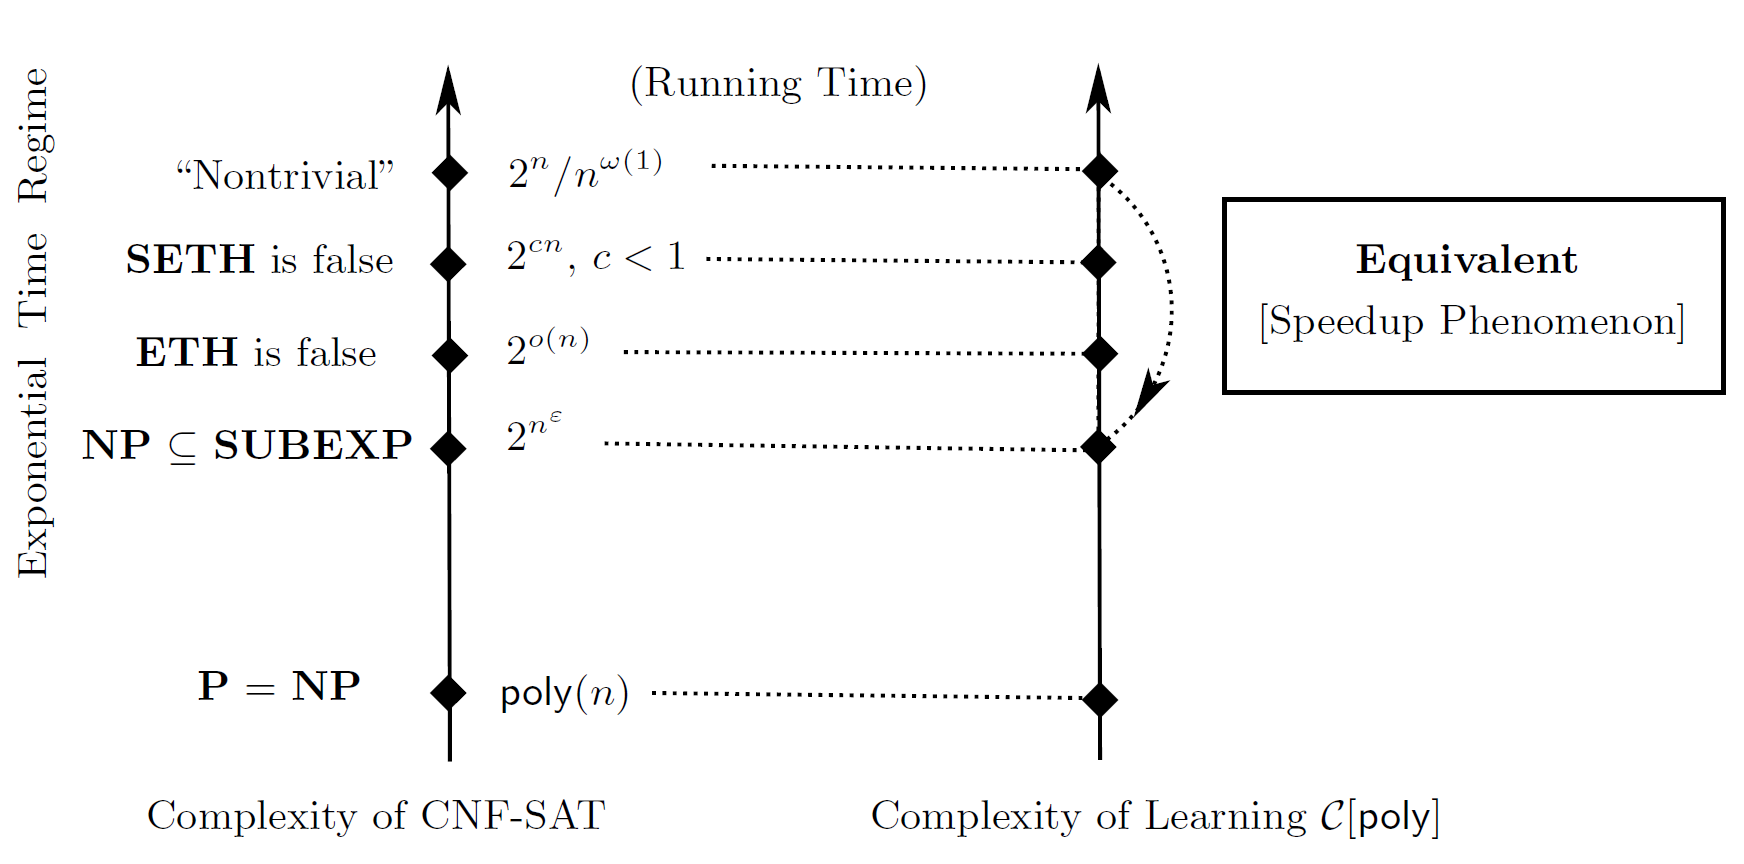 Exponential Time Regime
(Running Time)
“Nontrivial” 2^n/n^{ω(1)}
SETH is false 2^{cn}, c < 1
ETH is false 2^{o(n)}
NP ⊆ SUBEXP 2^{n^ε}
P = NP poly(n)
Equivalent
[Speedup Phenomenon]
Complexity of CNF-SAT
Complexity of Learning 𝒞[poly]